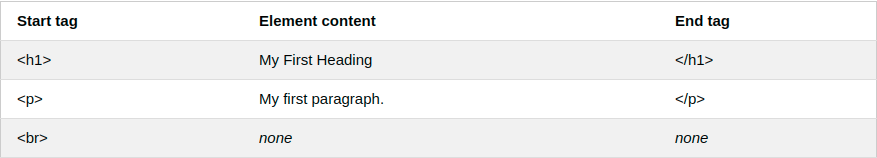 Start tag Element content End tag
<h1> My First Heading </h1>
<p> My first paragraph. </p>
<br> none none